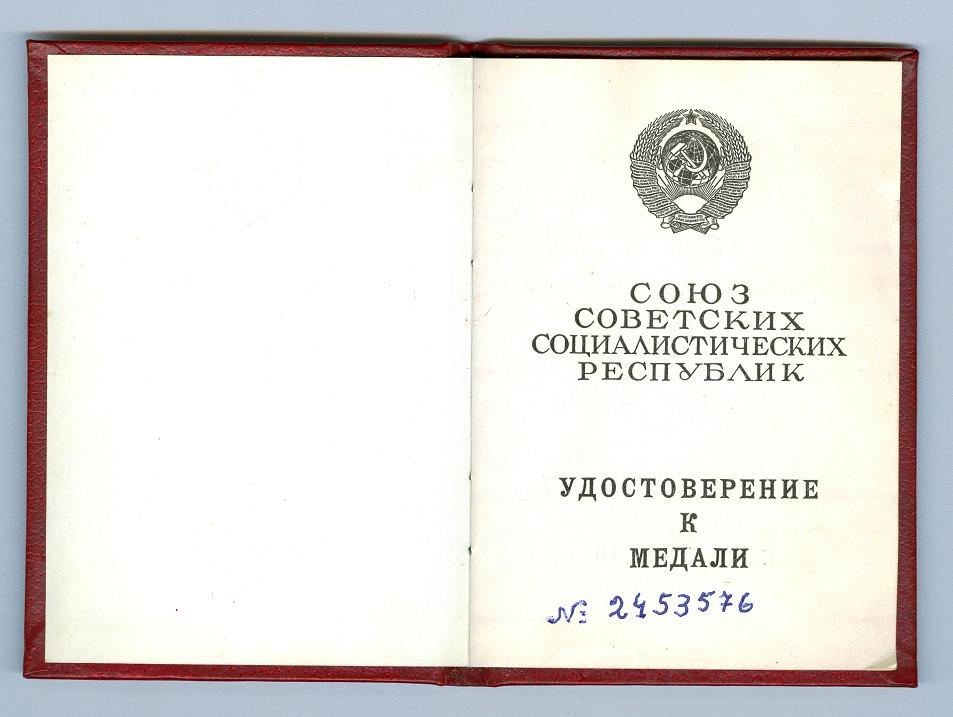 СОЮЗ
СОВЕТСКИХ
СОЦИАЛИСТИЧЕСКИХ
РЕСПУБЛИК
УДОСТОВЕРЕНИЕ
К
МЕДАЛИ
№ 2453576